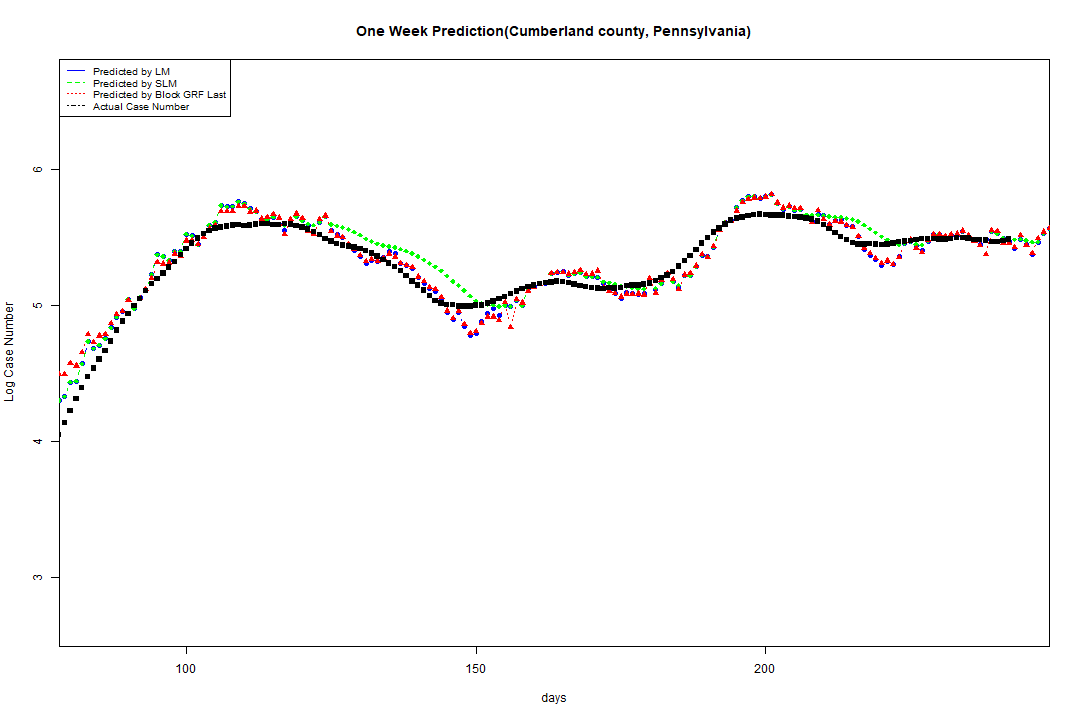 One Week Prediction(Cumberland county, Pennsylvania)
Predicted by LM
Predicted by SLM
Predicted by Block GRF Last
Actual Case Number
6
5
4
3
Log Case Number
100 150 200
days